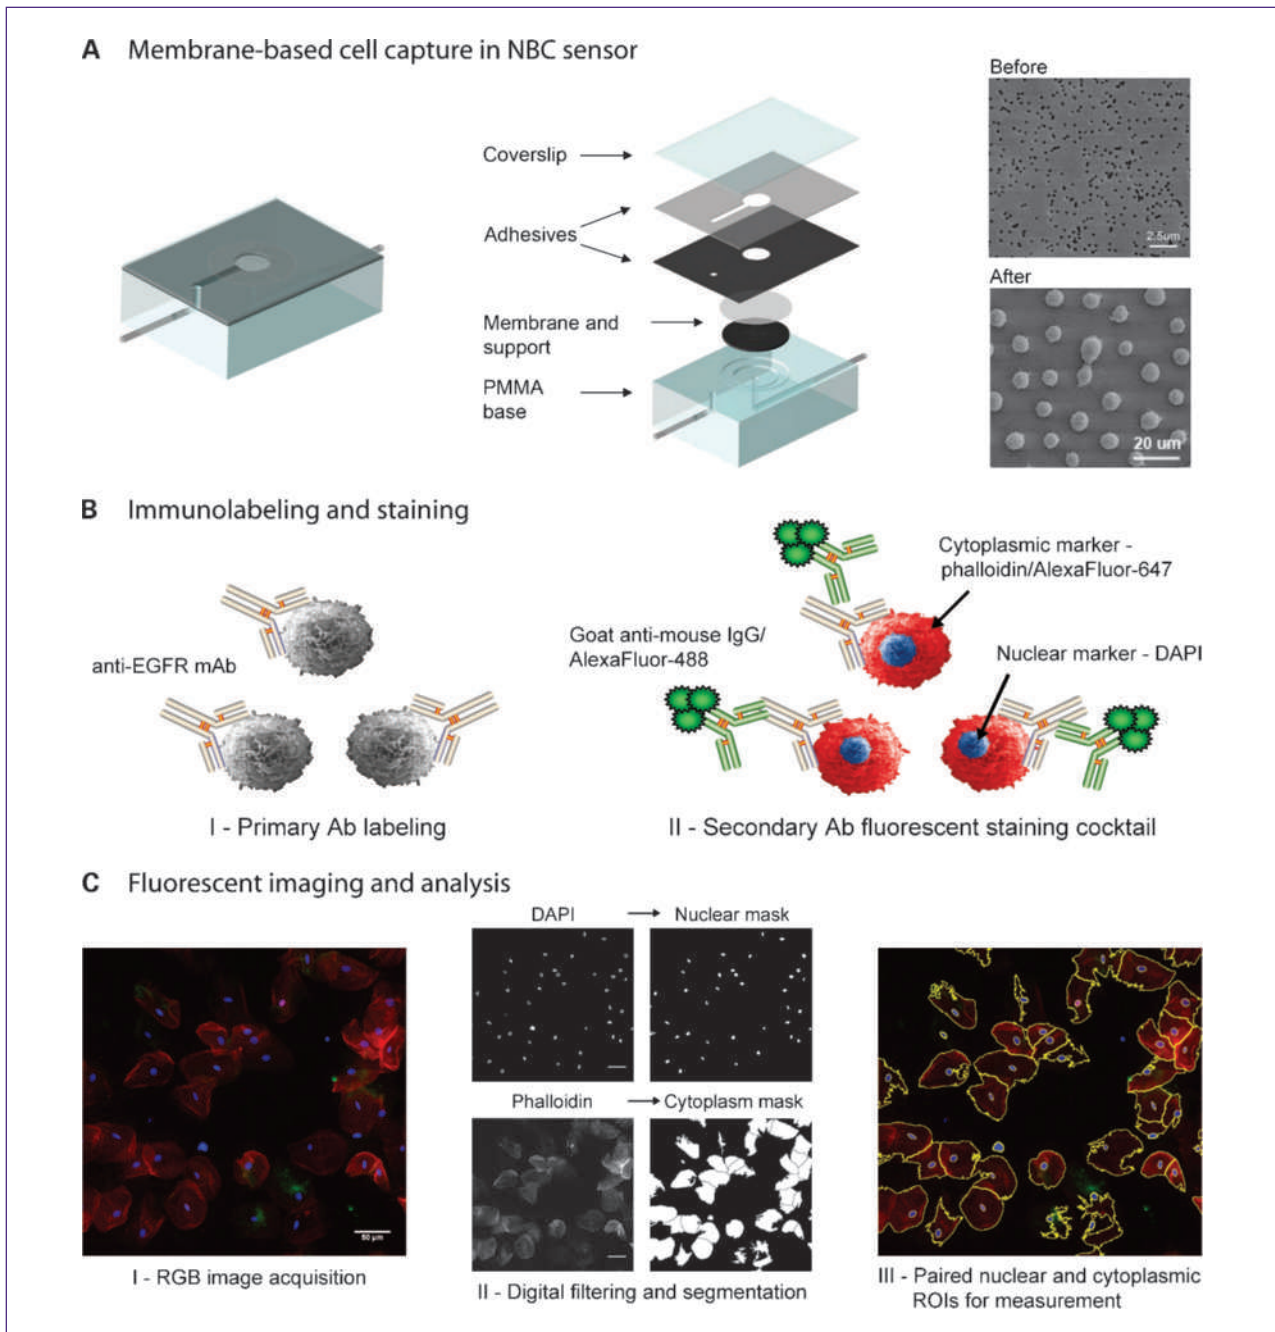 A Membrane-based cell capture in NBC sensor
Before
Coverslip
Adhesives
2.5um
After
Membrane and
support
PMMA
base
20 um
B Immunolabeling and staining
Cytoplasmic marker -
phalloidin/AlexaFluor-647
Goat anti-mouse IgG/
AlexaFluor-488
anti-EGFR mAb
Nuclear marker - DAPI
I - Primary Ab labeling
II - Secondary Ab fluorescent staining cocktail
C Fluorescent imaging and analysis
DAPI
Nuclear mask
Phalloidin
Cytoplasm mask
50 µm
I - RGB image acquisition
II - Digital filtering and segmentation
III - Paired nuclear and cytoplasmic
ROIs for measurement